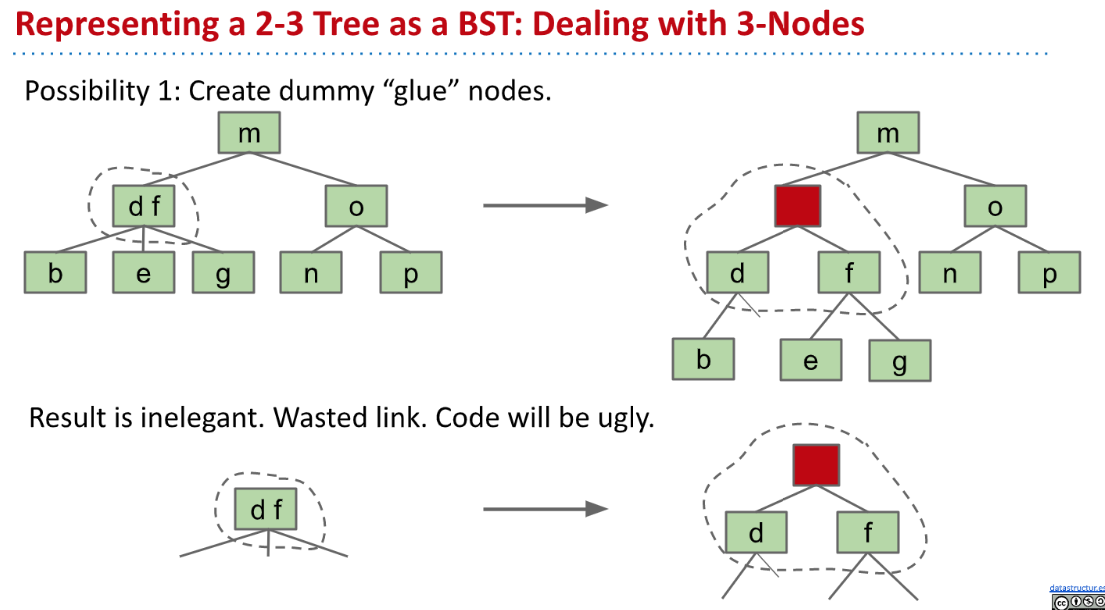 Representing a 2-3 Tree as a BST: Dealing with 3-Nodes
Possibility 1: Create dummy “glue” nodes.
m
d f
o
b
e
g
n
p
m
o
d
f
n
p
b
e
g
Result is inelegant. Wasted link. Code will be ugly.
d f
d
f
datastructur.es
cc